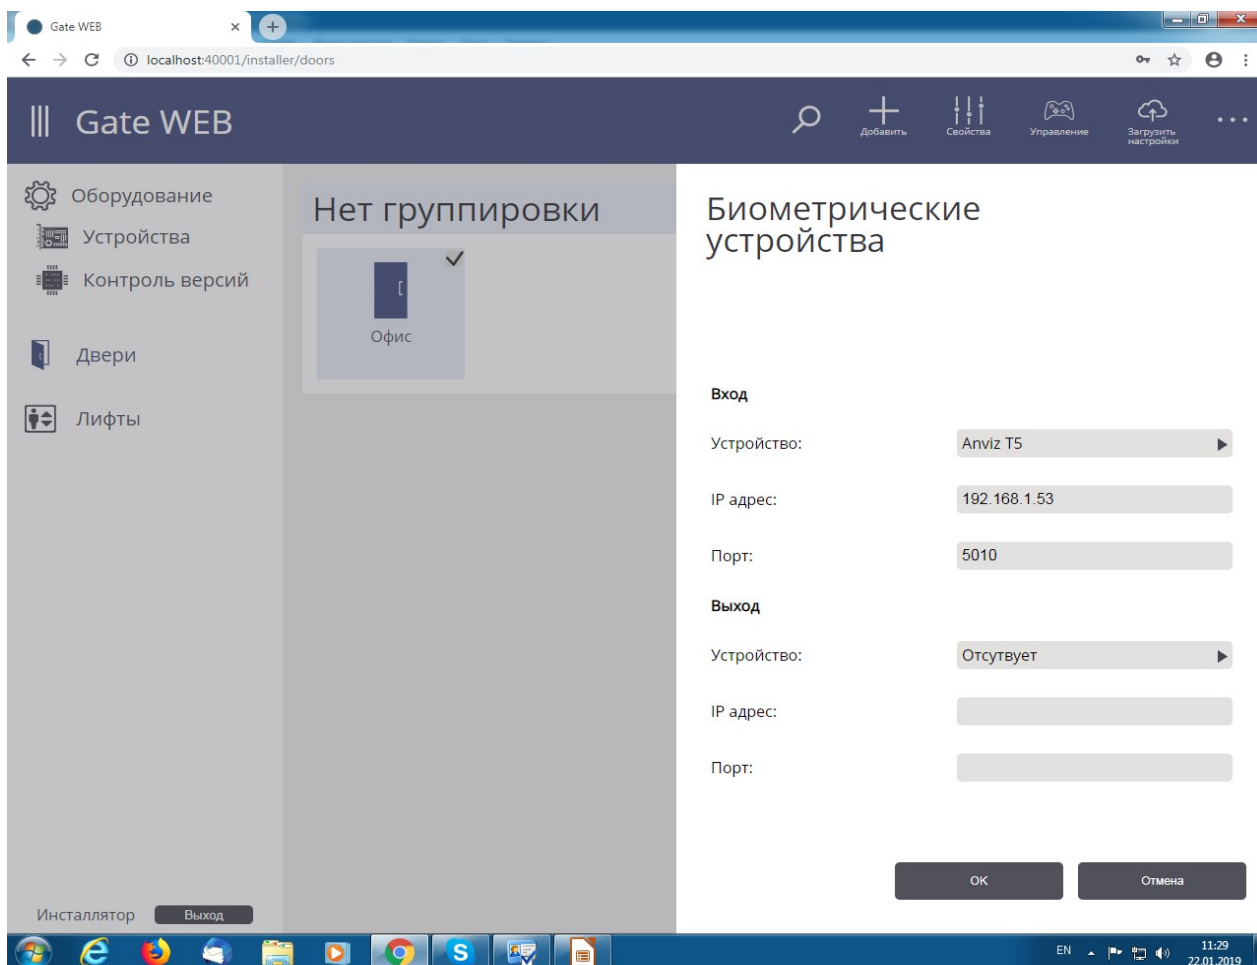 Gate WEB
localhost:40001/installer/doors
Gate WEB
Добавить
Свойства
Управление
Загрузить
настройки
Оборудование
Устройства
Контроль версий
Двери
Лифты
Нет группировки
Офис
Биометрические
устройства
Вход
Устройство:
Anviz T5
IP адрес:
192.168.1.53
Порт:
5010
Выход
Устройство:
Отсутвует
IP адрес:
Порт:
OK
Отмена
Инсталлятор
Выход
EN
11:29
22.01.2019